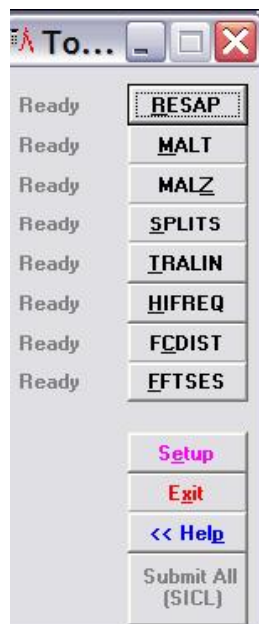 To...
Ready RESAP
Ready MALT
Ready MALZ
Ready SPLITS
Ready TRALIN
Ready HIFREQ
Ready FCDIST
Ready FFTSES
Setup
Exit
<< Help
Submit All
(SICL)